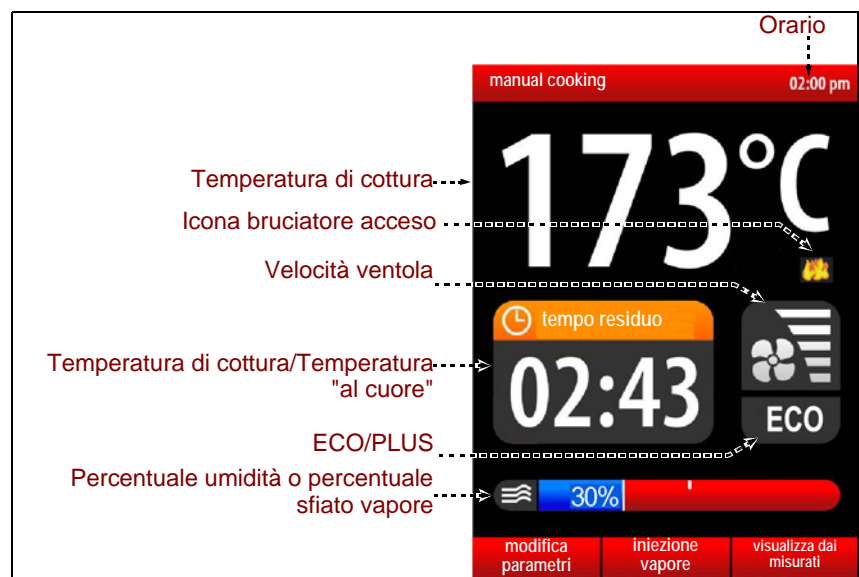 Orario
manual cooking 02:00 pm
173°C
Temperatura di cottura
Icona bruciatore acceso
Velocità ventola
tempo residuo
Temperatura di cottura/Temperatura
"al cuore"
02:43
ECO
ECO/PLUS
Percentuale umidità o percentuale
sfiato vapore
30%
modifica
parametri
iniezione
vapore
visualizza dai
misurati